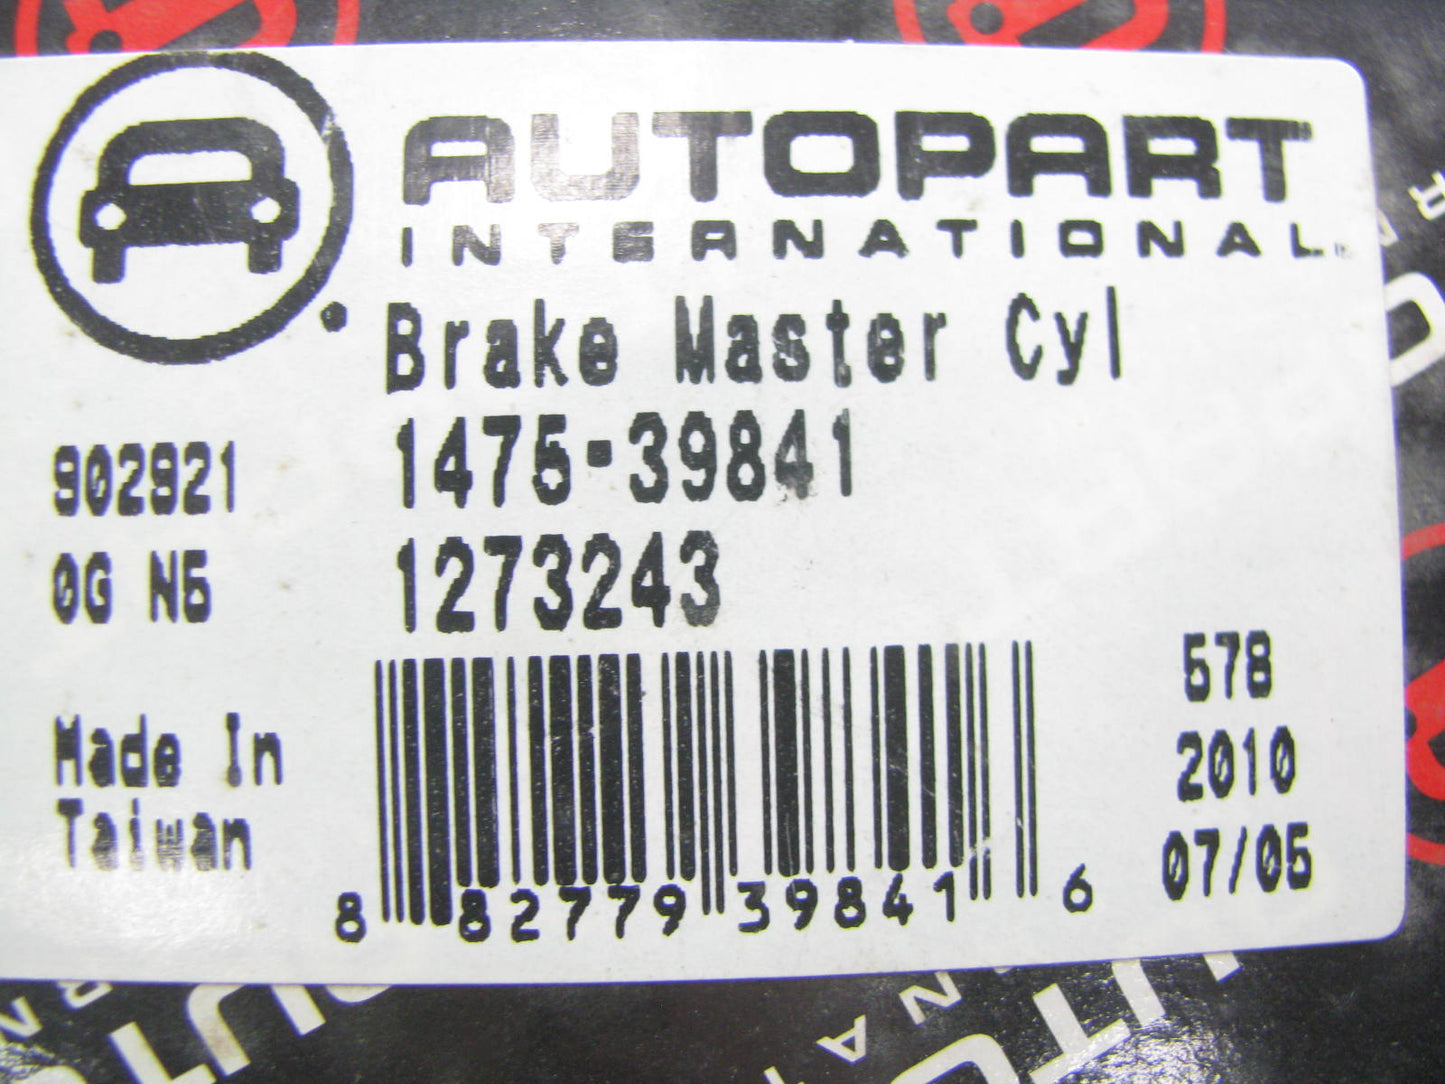 AUTOPART
INTERNATIONAL
Brake Master Cyl
902921
1475-39841
0G N5
1273243
Made In
Taiwan
578
2010
07/05
8 82779 39841 6